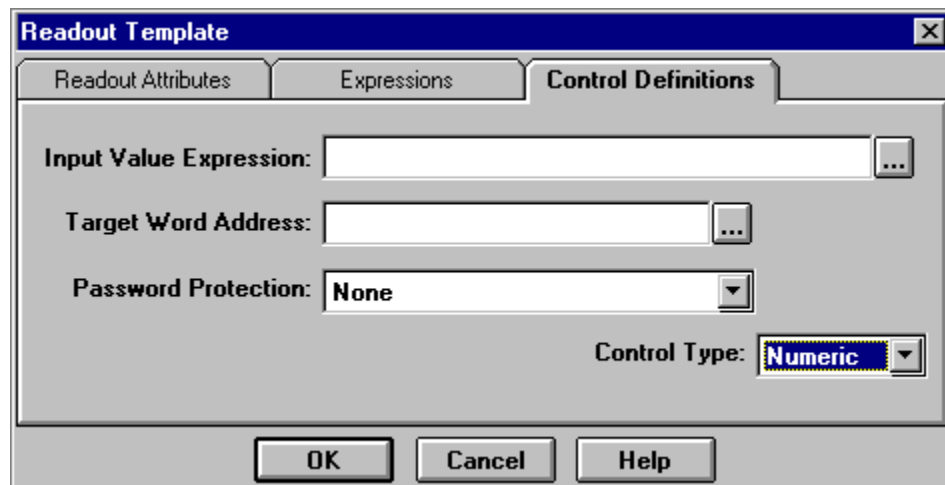 Readout Template
Readout Attributes
Expressions
Control Definitions
Input Value Expression:
...
Target Word Address:
...
Password Protection: None
Control Type: Numeric
OK
Cancel
Help